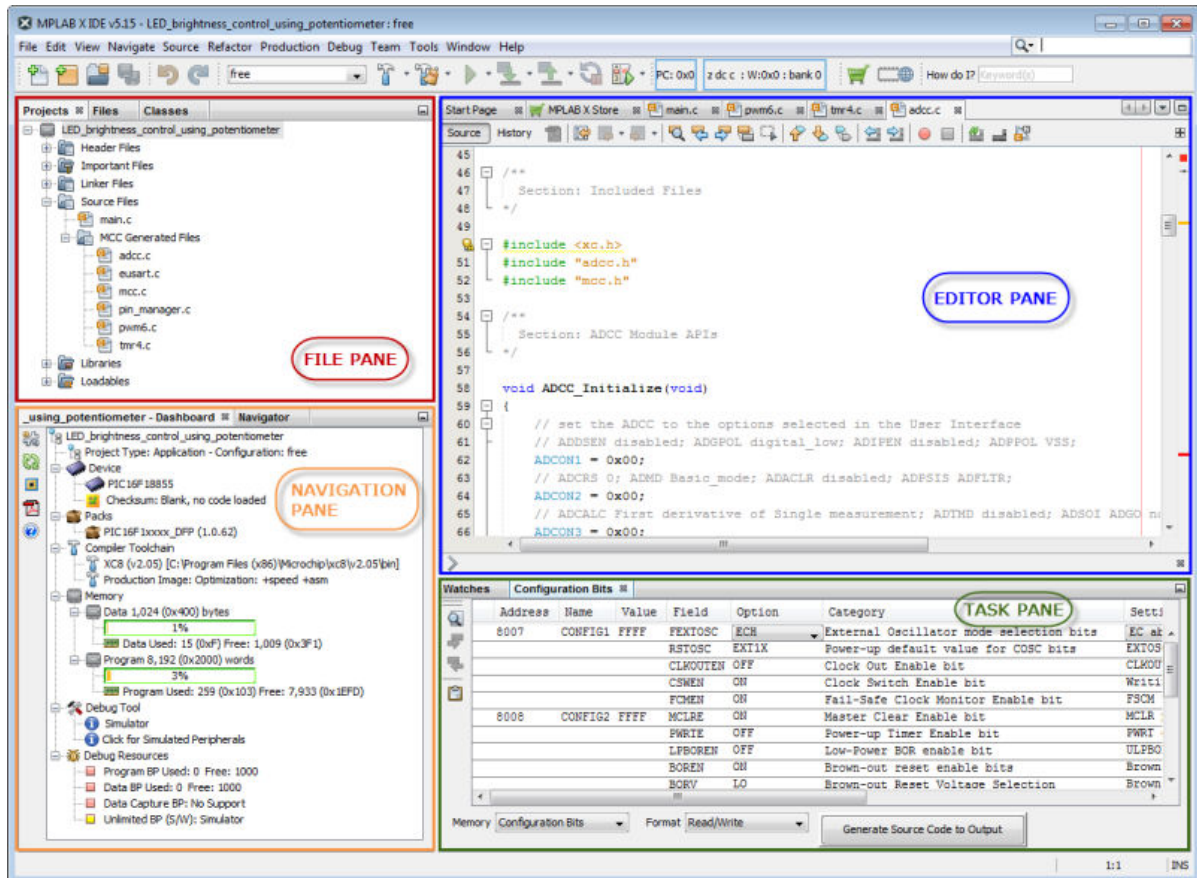 MPLAB X IDE v5.15 - LED_brightness_control_using_potentiometer : free
File Edit View Navigate Source Refactor Production Debug Team Tools Window Help
free PC: 0x0 z dc c : W:0x0 : bank 0 How do I? Keyword(s)
Projects Files Classes
LED_brightness_control_using_potentiometer
Header Files
Important Files
Linker Files
Source Files
main.c
MCC Generated Files
adcc.c
eusart.c
mcc.c
pin_manager.c
pwm6.c
tmr4.c
Libraries
Loadables
FILE PANE
_using_potentiometer - Dashboard Navigator
LED_brightness_control_using_potentiometer
Project Type: Application - Configuration: free
Device
PIC16F18855
Checksum: Blank, no code loaded
Packs
PIC16F1xxxx_DFP (1.0.62)
Compiler Toolchain
XC8 (v2.05) [C:\Program Files (x86)\Microchip\xc8\v2.05\bin]
Production Image: Optimization: +speed +asm
Memory
Data 1,024 (0x400) bytes
1%
Data Used: 15 (0xF) Free: 1,009 (0x3F1)
Program 8,192 (0x2000) words
3%
Program Used: 259 (0x103) Free: 7,933 (0x1EFD)
Debug Tool
Simulator
Click for Simulated Peripherals
Debug Resources
Program BP Used: 0 Free: 1000
Data BP Used: 0 Free: 1000
Data Capture BP: No Support
Unlimited BP (S/W): Simulator
NAVIGATION
PANE
Start Page MPLAB X Store main.c pwm6.c tmr4.c adcc.c
Source History
45
46 /**
47 Section: Included Files
48 */
49
#include <xc.h>
51 #include "adcc.h"
52 #include "mcc.h"
53
54 /**
55 Section: ADCC Module APIs
56 */
57
58 void ADCC_Initialize(void)
59 {
60 // set the ADCC to the options selected in the User Interface
61 // ADDSEN disabled; ADGPOL digital_low; ADIPEN disabled; ADPPOL VSS;
62 ADCON1 = 0x00;
63 // ADCRS 0; ADMD Basic_mode; ADACLR disabled; ADPSIS ADFLTR;
64 ADCON2 = 0x00;
65 // ADCALC First derivative of Single measurement; ADTMD disabled; ADSOI ADGO n
66 ADCON3 = 0x00;
EDITOR PANE
Watches Configuration Bits
Address Name Value Field Option Category Setti
8007 CONFIG1 FFFF FEXTOSC ECH External Oscillator mode selection bits EC ab
RSTOSC EXT1X Power-up default value for COSC bits EXTOS
CLKOUTEN OFF Clock Out Enable bit CLKOU
CSWEN ON Clock Switch Enable bit Writi
FCMEN ON Fail-Safe Clock Monitor Enable bit FSCM
8008 CONFIG2 FFFF MCLRE ON Master Clear Enable bit MCLR
PWRTE OFF Power-up Timer Enable bit PWRT
LPBOREN OFF Low-Power BOR enable bit ULPBO
BOREN ON Brown-out reset enable bits Brown
BORV LO Brown-out Reset Voltage Selection Brown
TASK PANE
Memory Configuration Bits Format Read/Write Generate Source Code to Output
1:1 INS